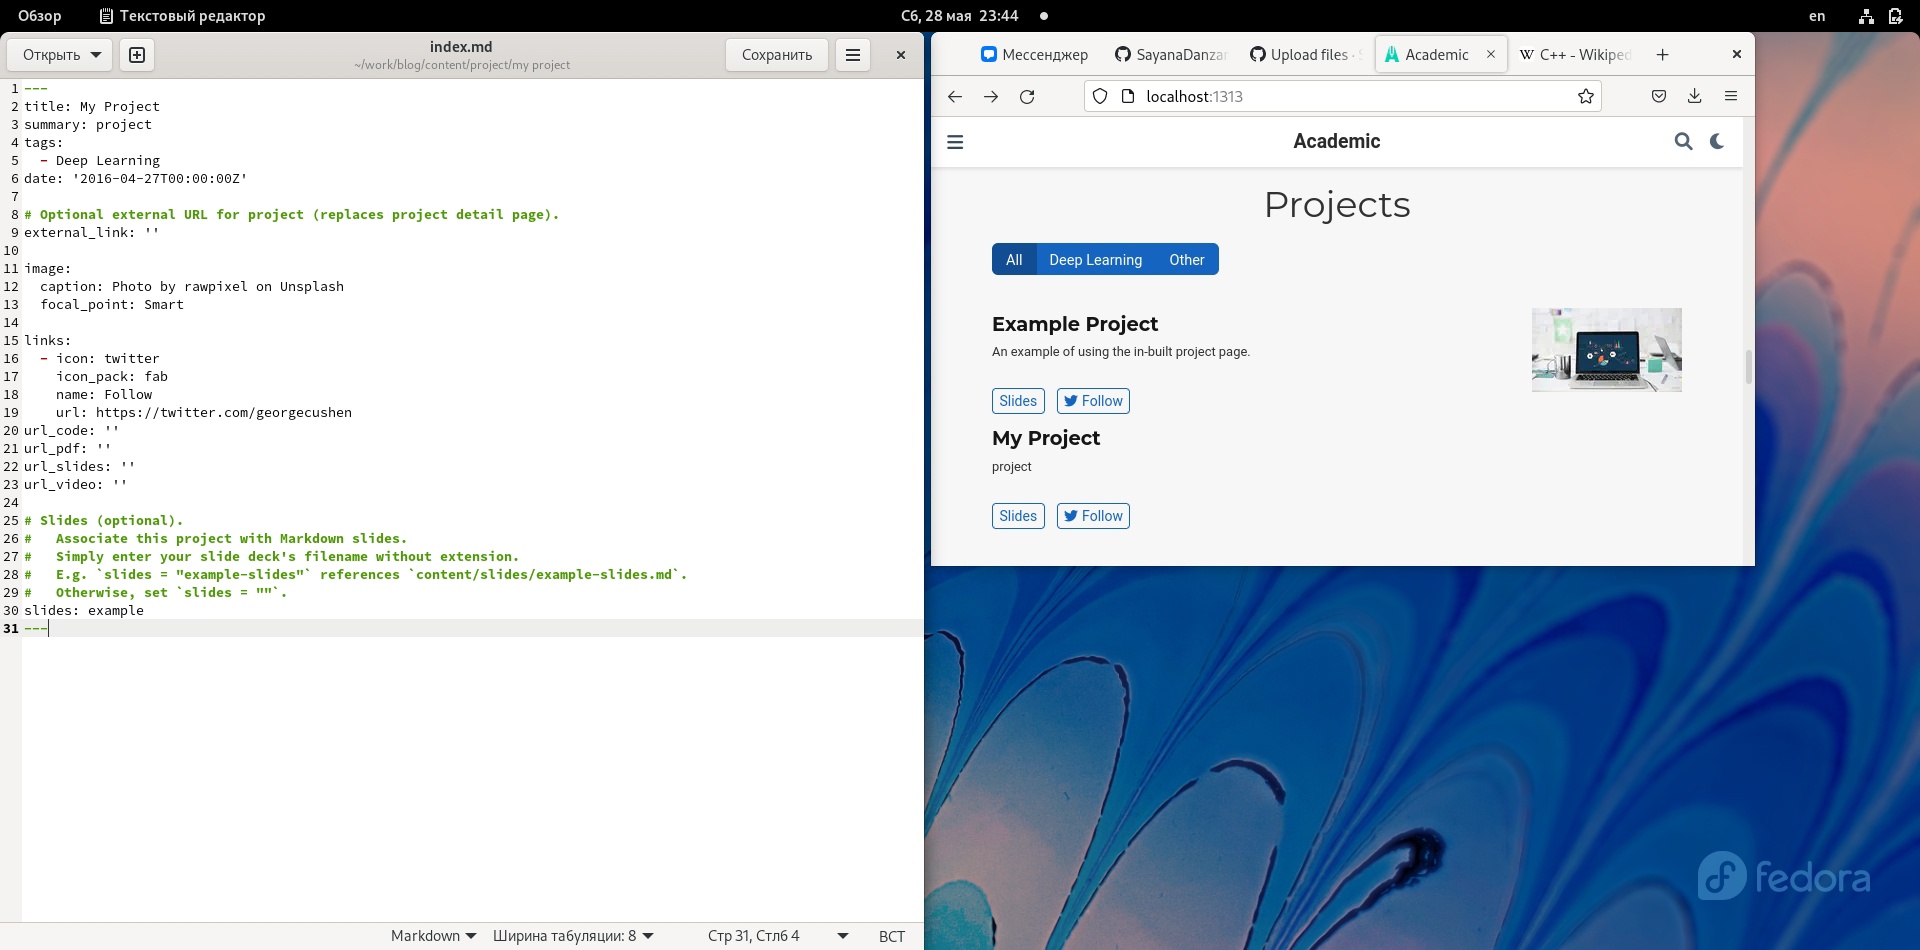 Обзор
Текстовый редактор
Сб, 28 мая 23:44
en
Открыть
index.md
~/work/blog/content/project/my project
Сохранить
1 ---
2 title: My Project
3 summary: project
4 tags:
5   - Deep Learning
6 date: '2016-04-27T00:00:00Z'
7
8 # Optional external URL for project (replaces project detail page).
9 external_link: ''
10
11 image:
12   caption: Photo by rawpixel on Unsplash
13   focal_point: Smart
14
15 links:
16   - icon: twitter
17     icon_pack: fab
18     name: Follow
19     url: https://twitter.com/georgecushen
20 url_code: ''
21 url_pdf: ''
22 url_slides: ''
23 url_video: ''
24
25 # Slides (optional).
26 #   Associate this project with Markdown slides.
27 #   Simply enter your slide deck's filename without extension.
28 #   E.g. `slides = "example-slides"` references `content/slides/example-slides.md`.
29 #   Otherwise, set `slides = ""`.
30 slides: example
31 ---
Markdown
Ширина табуляции: 8
Стр 31, Стлб 4
ВСТ
Мессенджер
SayanaDanza
Upload files ·
Academic
W C++ - Wikiped
localhost:1313
Academic
Projects
All
Deep Learning
Other
Example Project
An example of using the in-built project page.
Slides
Follow
My Project
project
Slides
Follow
fedora